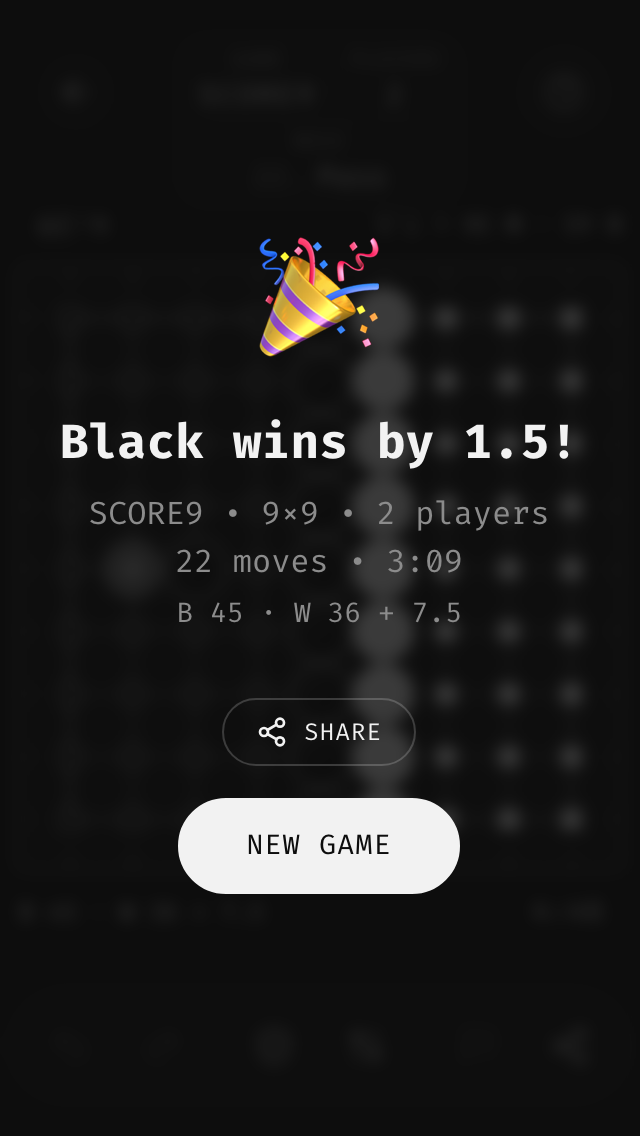 Black wins by 1.5!
SCORE9 • 9×9 • 2 players
22 moves • 3:09
B 45 · W 36 + 7.5
SHARE
NEW GAME